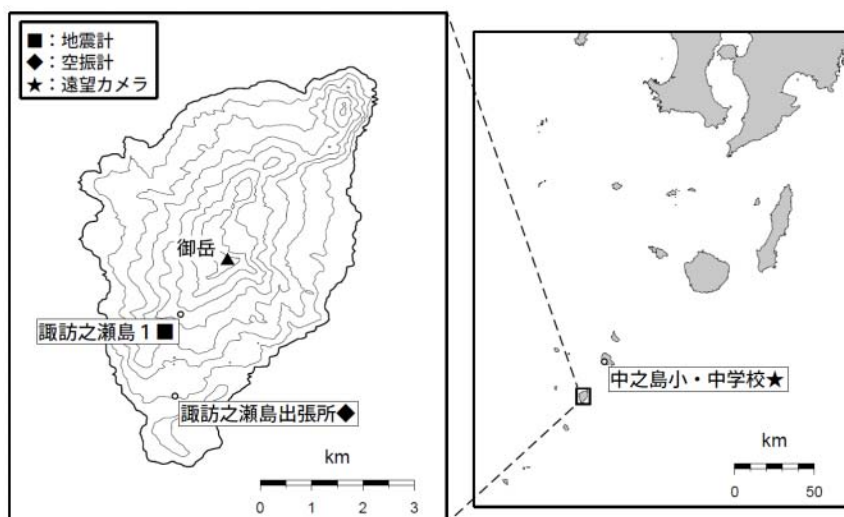 ■：地震計
◆：空振計
★：遠望カメラ
御岳
諏訪之瀬島１■
諏訪之瀬島出張所◆
km
0 1 2 3
中之島小・中学校★
km
0 50